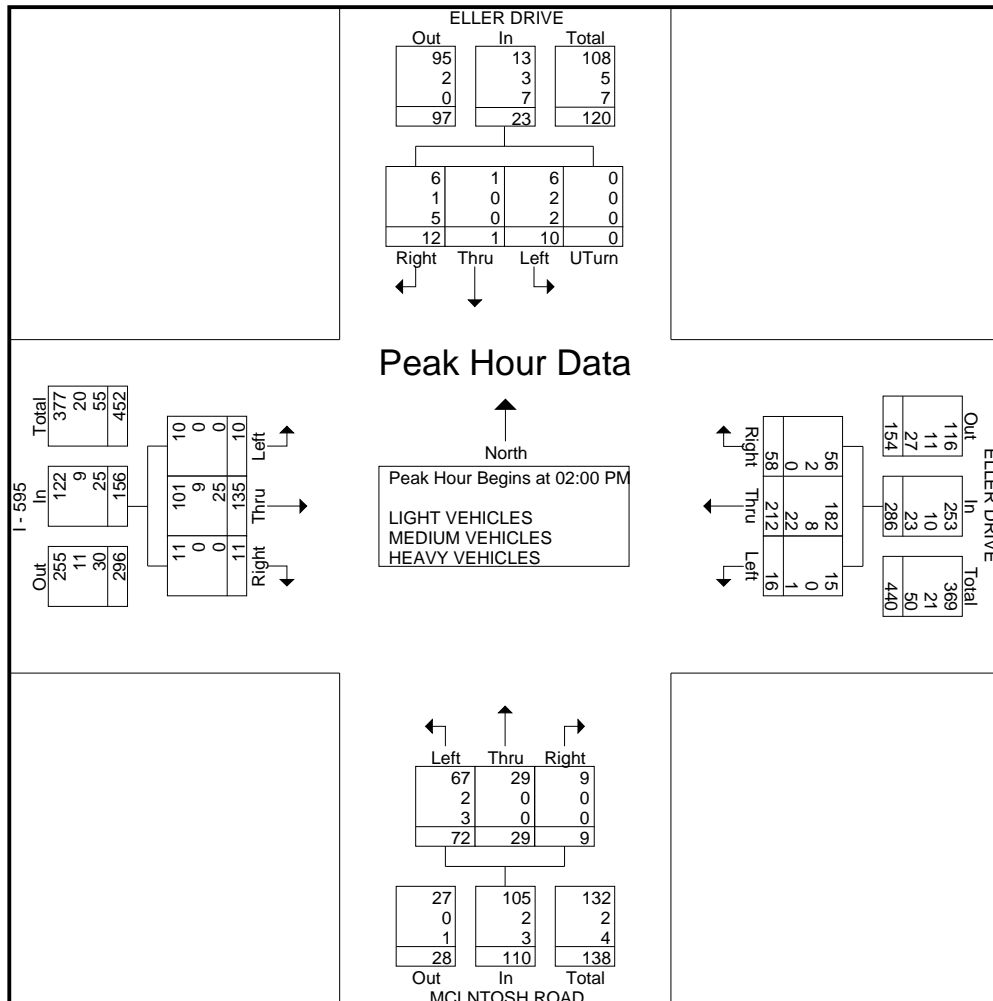 ELLER DRIVE
Out In Total
95 13 108
2 3 5
0 7 7
97 23 120
6 1 6 0
1 0 2 0
5 0 2 0
12 1 10 0
Right Thru Left UTurn
Peak Hour Data
North
Peak Hour Begins at 02:00 PM
LIGHT VEHICLES
MEDIUM VEHICLES
HEAVY VEHICLES
I - 595
Out In Total
255 122 377
11 9 20
30 25 55
296 156 452
Right Thru Left
11 101 10
0 9 0
0 25 0
11 135 10
ELLER DRIVE
Out In Total
116 253 369
11 10 21
27 23 50
154 286 440
Right Thru Left
56 182 15
2 8 0
0 22 1
58 212 16
Left Thru Right
67 29 9
2 0 0
3 0 0
72 29 9
27 105 132
0 2 2
1 3 4
28 110 138
Out In Total
MCLNTOSH ROAD